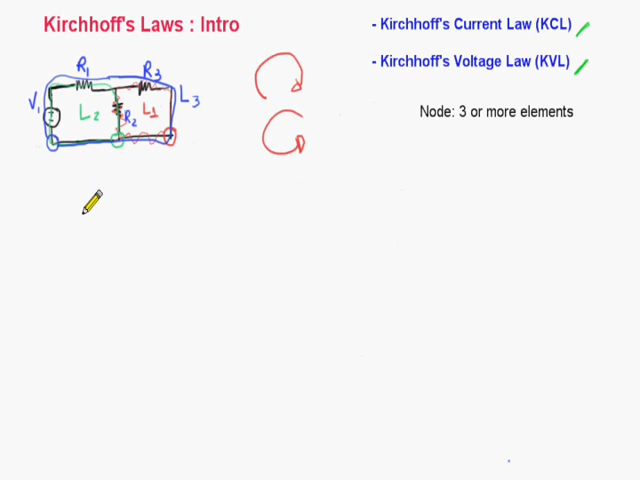 Kirchhoff's Laws : Intro
- Kirchhoff's Current Law (KCL)
- Kirchhoff's Voltage Law (KVL)
Node: 3 or more elements
R1
R3
V1
L2
R2
L1
L3